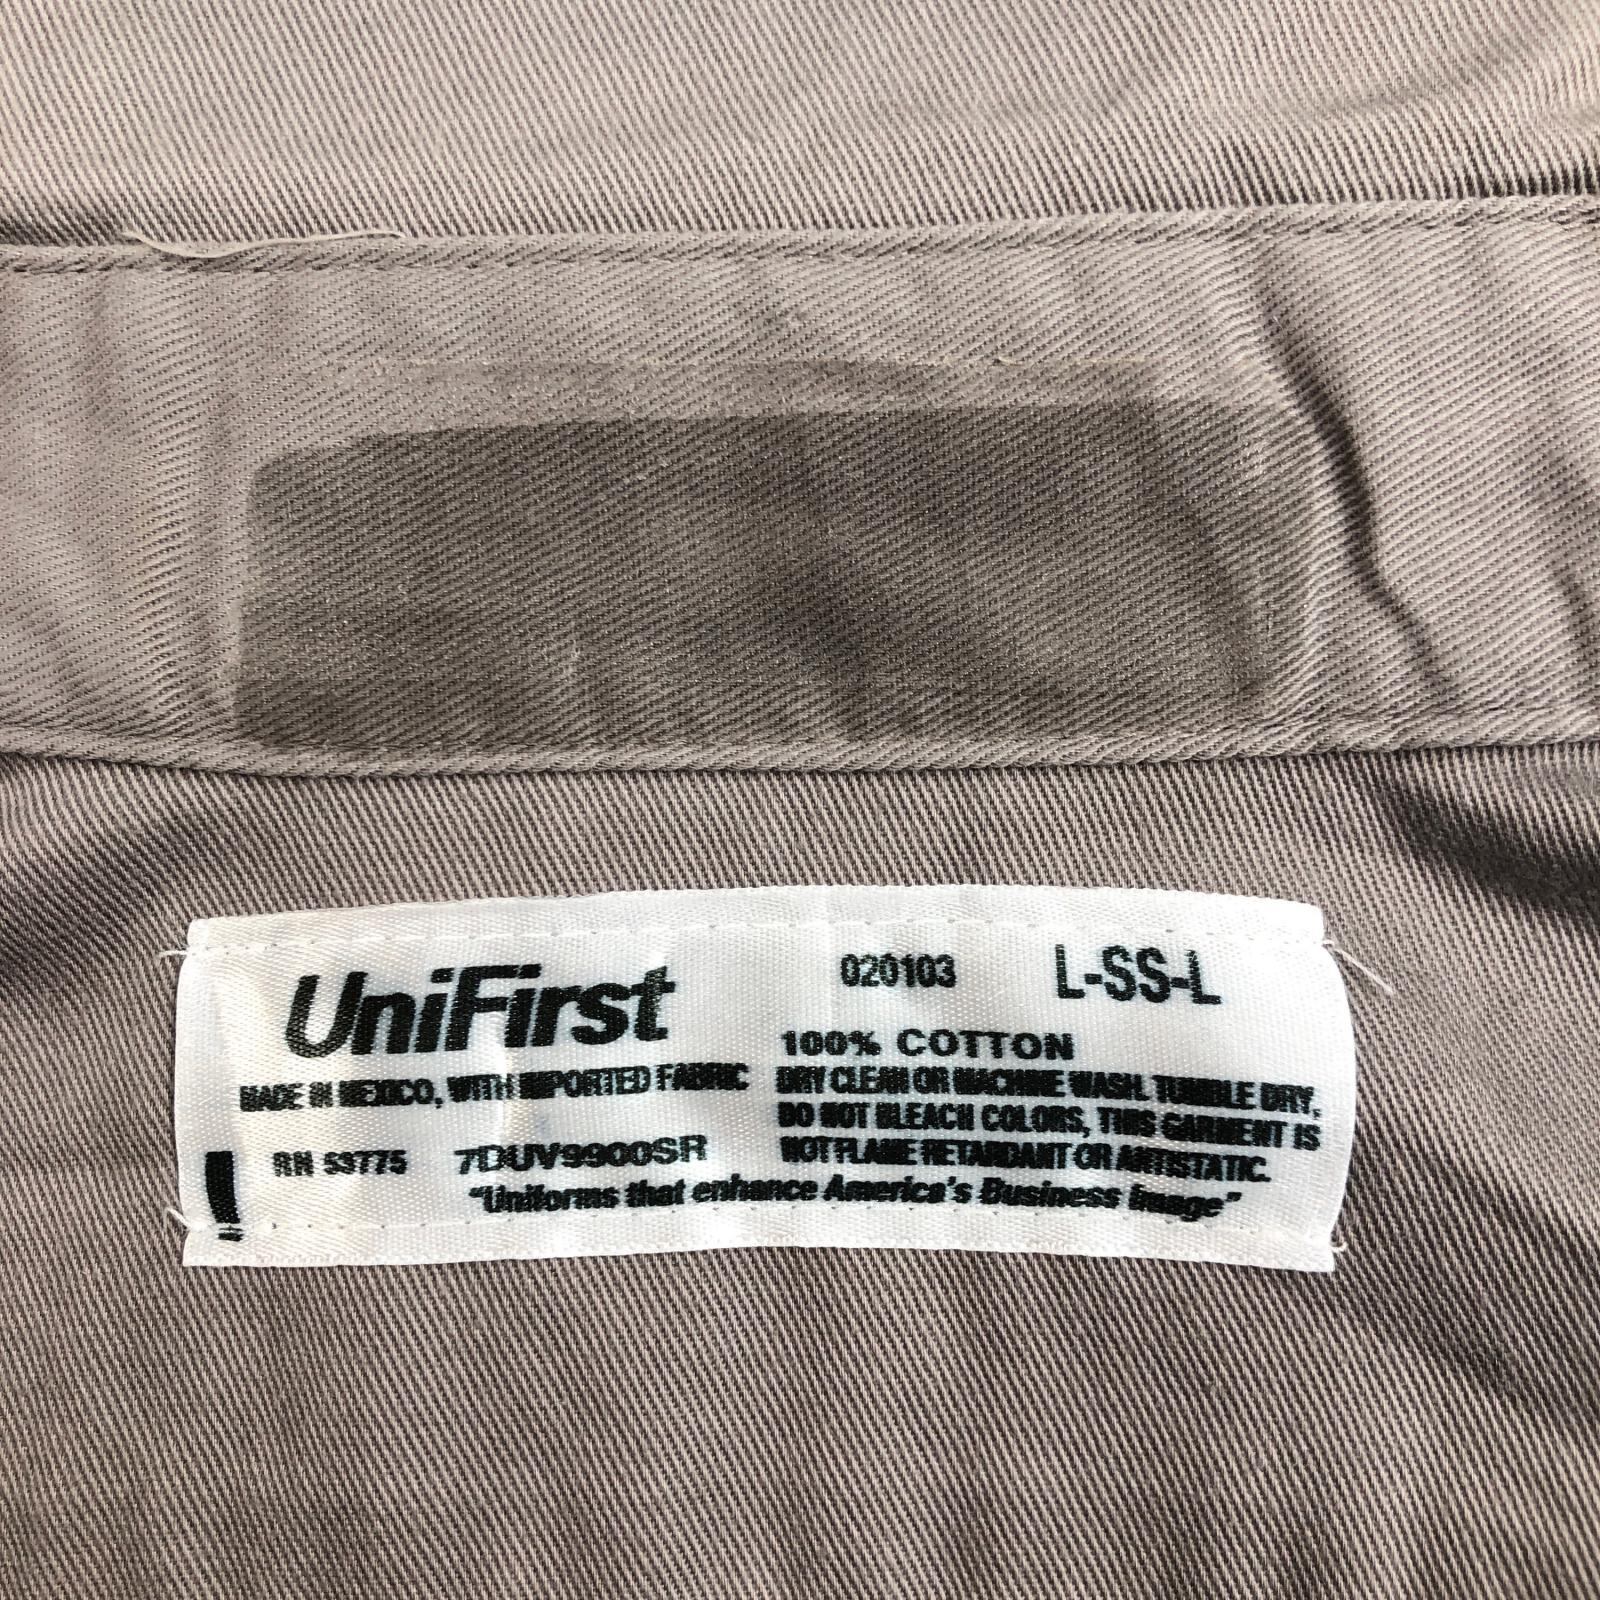 UniFirst
MADE IN MEXICO, WITH IMPORTED FABRIC
RN 53775 7DUV9900SR
020103 L-SS-L
100% COTTON
DRY CLEAN OR MACHINE WASH. TUMBLE DRY,
DO NOT BLEACH COLORS, THIS GARMENT IS
NOT FLAME RETARDANT OR ANTISTATIC.
"Uniforms that enhance America's Business Image"